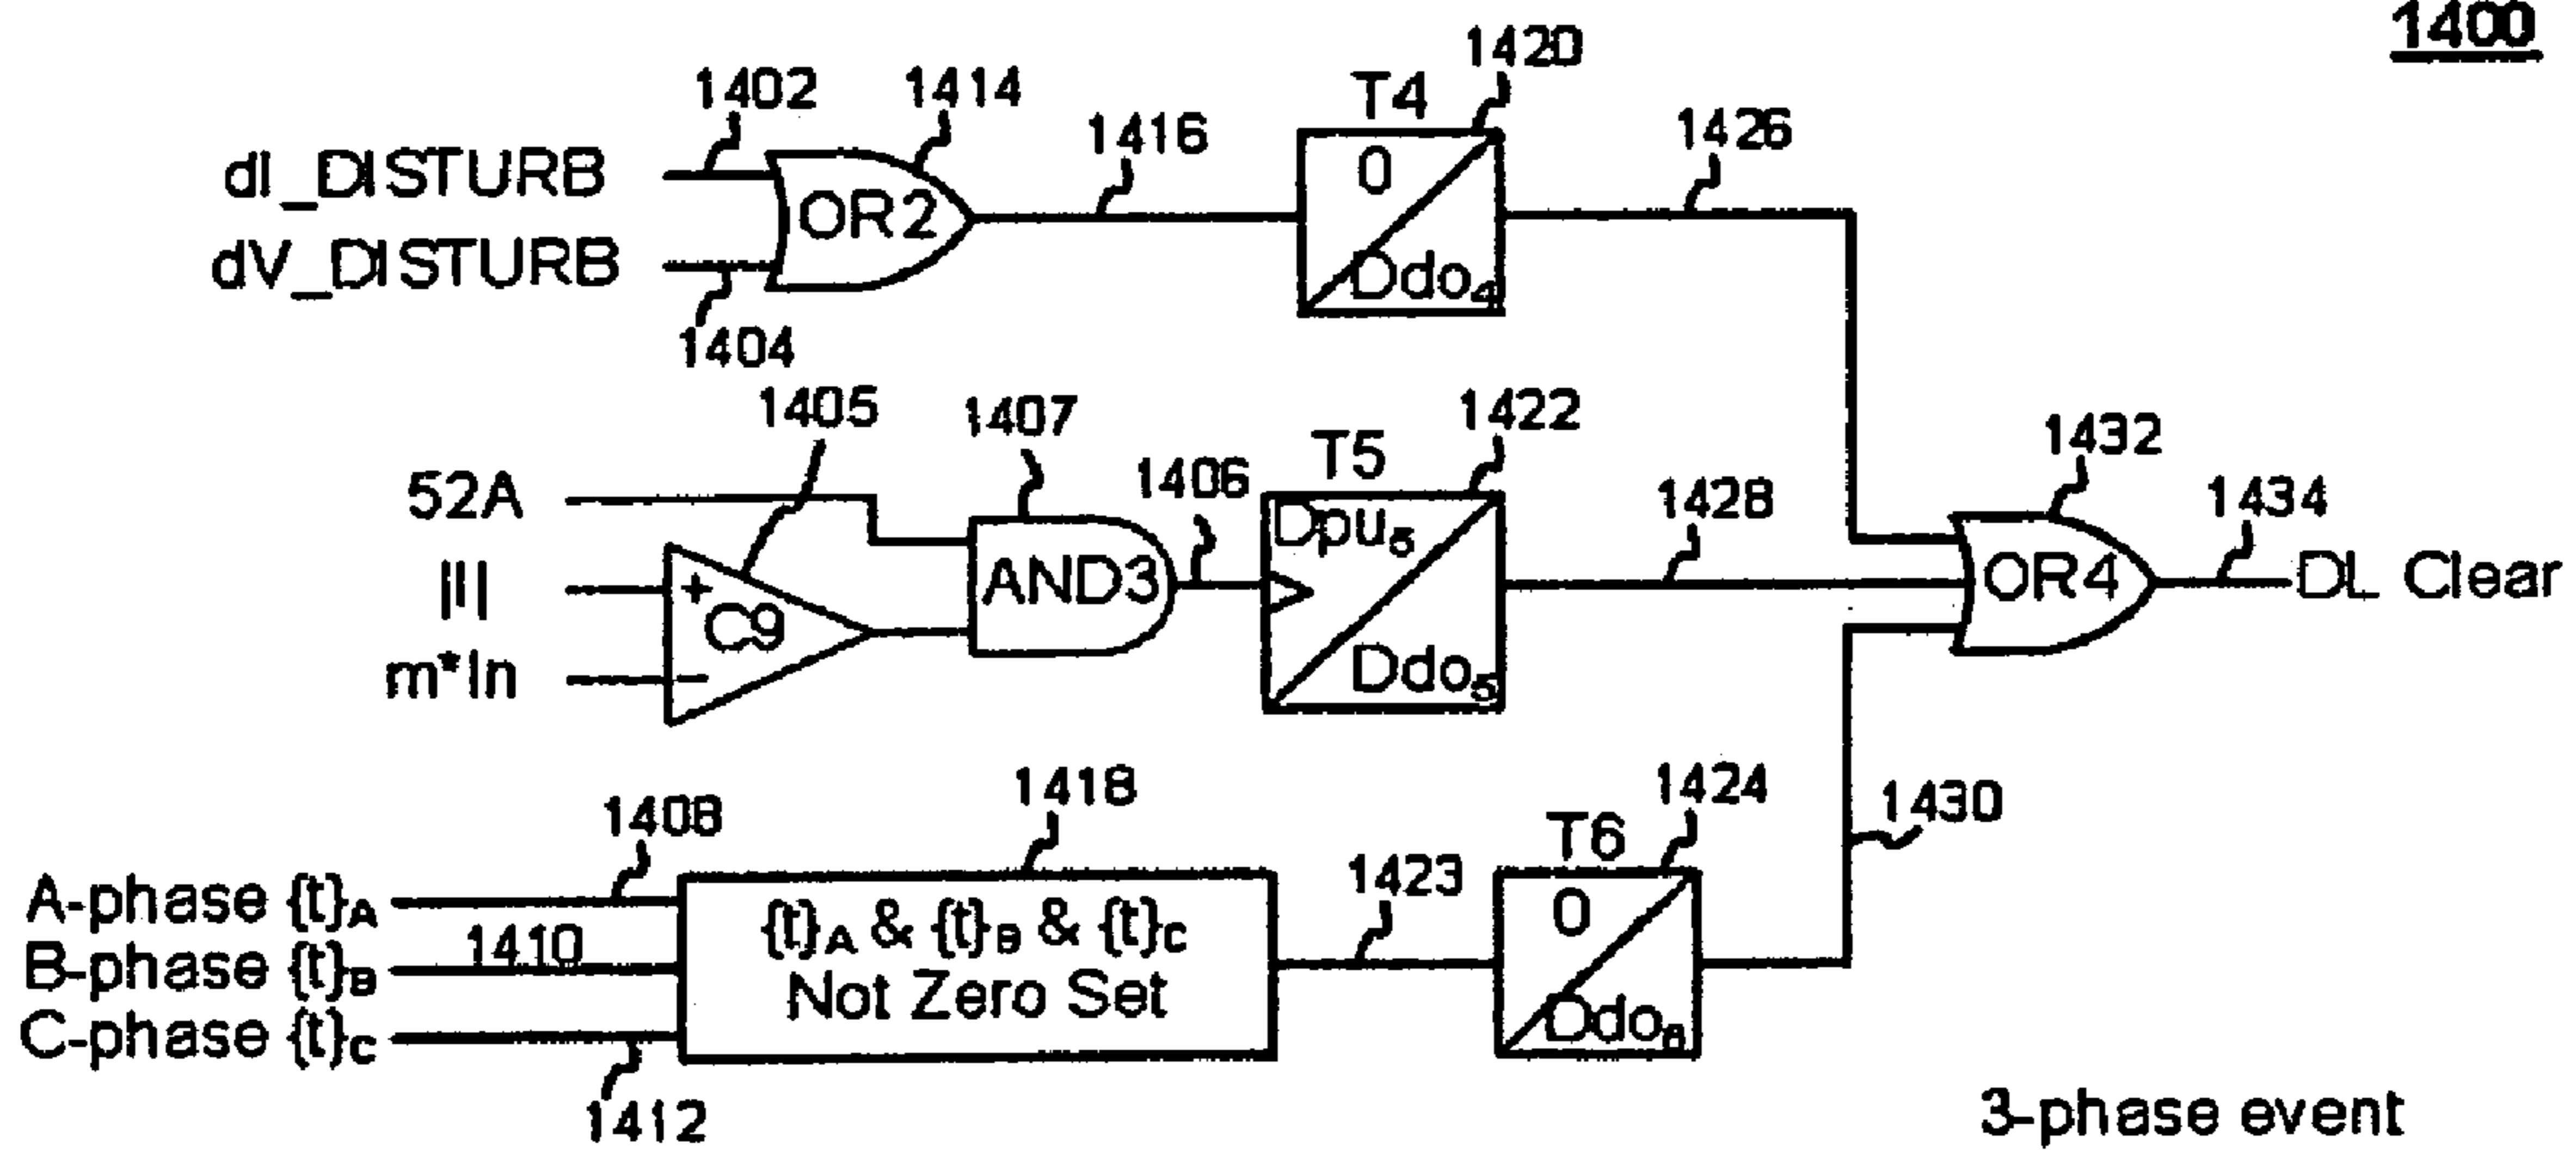 1400
1402
1414
1416
T4
1420
1426
dI_DISTURB
dV_DISTURB
OR2
0
Ddo4
1404
1405
1407
1406
T5
1422
1428
1432
1434
52A
|I|
m*In
+
C9
−
AND3
Dpu5
Ddo5
OR4
DL Clear
1408
1418
1423
T6
1424
1430
A-phase {t}A
B-phase {t}B
C-phase {t}C
1410
1412
{t}A & {t}B & {t}C
Not Zero Set
0
Ddo6
3-phase event